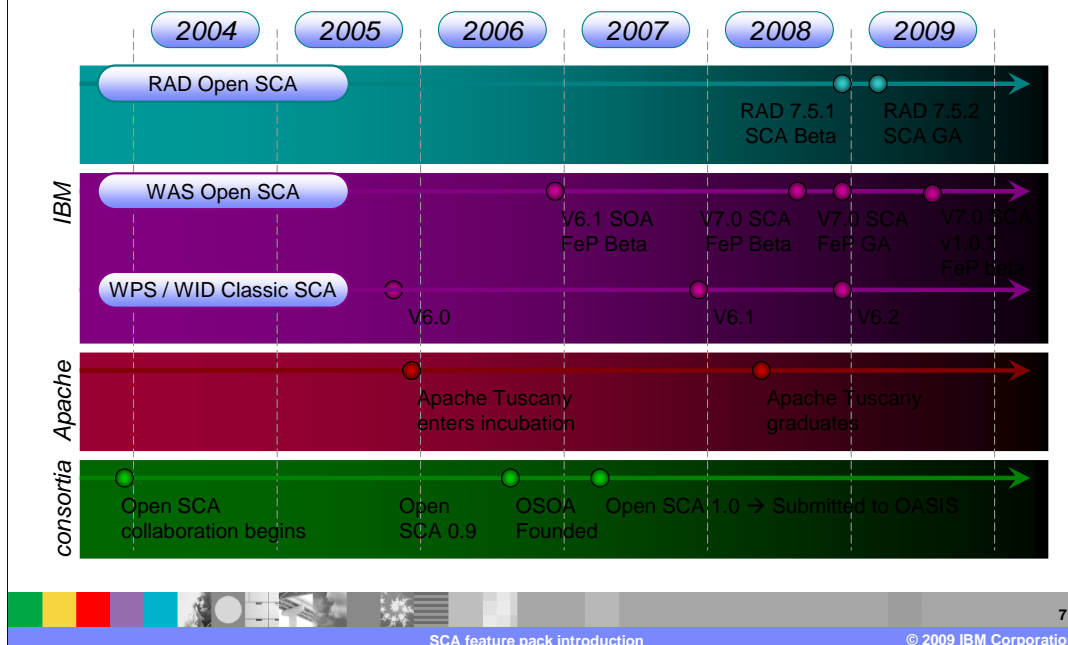 2004 2005 2006 2007 2008 2009
RAD Open SCA
RAD 7.5.1
SCA Beta
RAD 7.5.2
SCA GA
IBM
WAS Open SCA
V6.1 SOA
FeP Beta
V7.0 SCA
FeP Beta
V7.0 SCA
FeP GA
V7.0 SCA
v1.0.1
FeP beta
WPS / WID Classic SCA
V6.0
V6.1
V6.2
Apache
Apache Tuscany
enters incubation
Apache Tuscany
graduates
consortia
Open SCA
collaboration begins
Open
SCA 0.9
OSOA
Founded
Open SCA 1.0 → Submitted to OASIS
7
SCA feature pack introduction
© 2009 IBM Corporatio